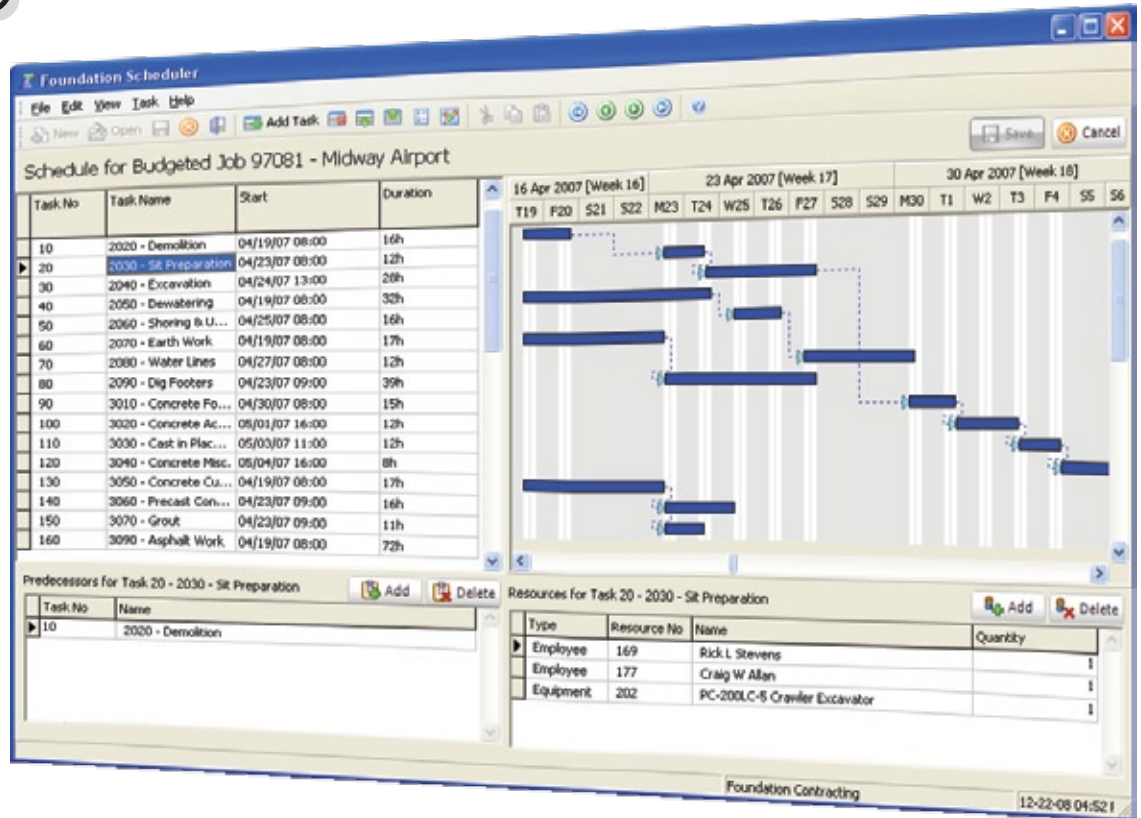 Foundation Scheduler
File Edit View Task Help
New Open Add Task
Save Cancel
Schedule for Budgeted Job 97081 - Midway Airport
Task No Task Name Start Duration
10 2020 - Demolition 04/19/07 08:00 16h
20 2030 - Sit Preparation 04/23/07 08:00 12h
30 2040 - Excavation 04/24/07 13:00 28h
40 2050 - Dewatering 04/19/07 08:00 32h
50 2060 - Shoring & U... 04/25/07 08:00 16h
60 2070 - Earth Work 04/19/07 08:00 17h
70 2080 - Water Lines 04/27/07 08:00 12h
80 2090 - Dig Footers 04/23/07 09:00 39h
90 3010 - Concrete Fo... 04/30/07 08:00 15h
100 3020 - Concrete Ac... 05/01/07 16:00 12h
110 3030 - Cast in Plac... 05/03/07 11:00 12h
120 3040 - Concrete Misc. 05/04/07 16:00 8h
130 3050 - Concrete Cu... 04/19/07 08:00 17h
140 3060 - Precast Con... 04/23/07 09:00 16h
150 3070 - Grout 04/23/07 09:00 11h
160 3090 - Asphalt Work 04/19/07 08:00 72h
16 Apr 2007 [Week 16] 23 Apr 2007 [Week 17] 30 Apr 2007 [Week 18]
T19 F20 S21 S22 M23 T24 W25 T26 F27 S28 S29 M30 T1 W2 T3 F4 S5 S6
Predecessors for Task 20 - 2030 - Sit Preparation Add Delete
Task No Name
10 2020 - Demolition
Resources for Task 20 - 2030 - Sit Preparation Add Delete
Type Resource No Name Quantity
Employee 169 Rick L Stevens 1
Employee 177 Craig W Allan 1
Equipment 202 PC-200LC-5 Crawler Excavator 1
Foundation Contracting 12-22-08 04:52